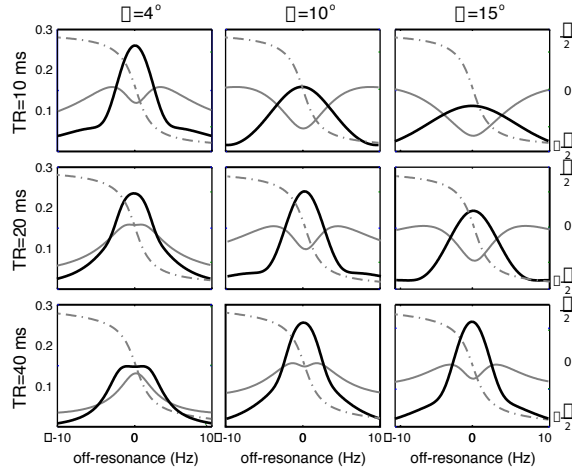 =4° =10° =15°
TR=10 ms 0.3 0.2 0.1 2 0 2
TR=20 ms 0.3 0.2 0.1 2 0 2
TR=40 ms 0.3 0.2 0.1 2 0 2
-10 0 10 -10 0 10 -10 0 10
off-resonance (Hz) off-resonance (Hz) off-resonance (Hz)